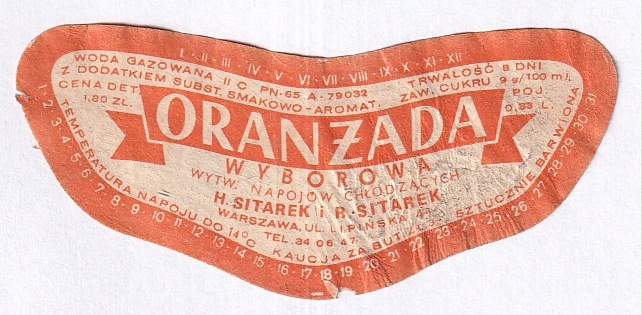 I · II · III · IV · V · VI · VII · VIII · IX · X · XI · XII
WODA GAZOWANA II C PN-65 A-79032 TRWAŁOŚĆ 8 DNI
Z DODATKIEM SUBST. SMAKOWO-AROMAT. ZAW. CUKRU 9 g/100 ml.
CENA DET. 1,80 ZŁ.
POJ. 0,33 L.
ORANŻADA
WYBOROWA
WYTW. NAPOJÓW CHŁODZĄCYCH
H. SITAREK i R. SITAREK
WARSZAWA, UL. LIPIŃSKA
TEL. 34 06-47
TEMPERATURA NAPOJU DO 14°C KAUCJA ZA BUT. SZTUCZNIE BARWIONA
1 · 2 · 3 · 4 · 5 · 6 · 7 · 8 · 9 · 10 · 11 · 12 · 13 · 14 · 15 · 16 · 17 · 18 · 19 · 20 · 21 · 22 · 23 · 24 · 25 · 26 · 27 · 28 · 29 · 30 · 31